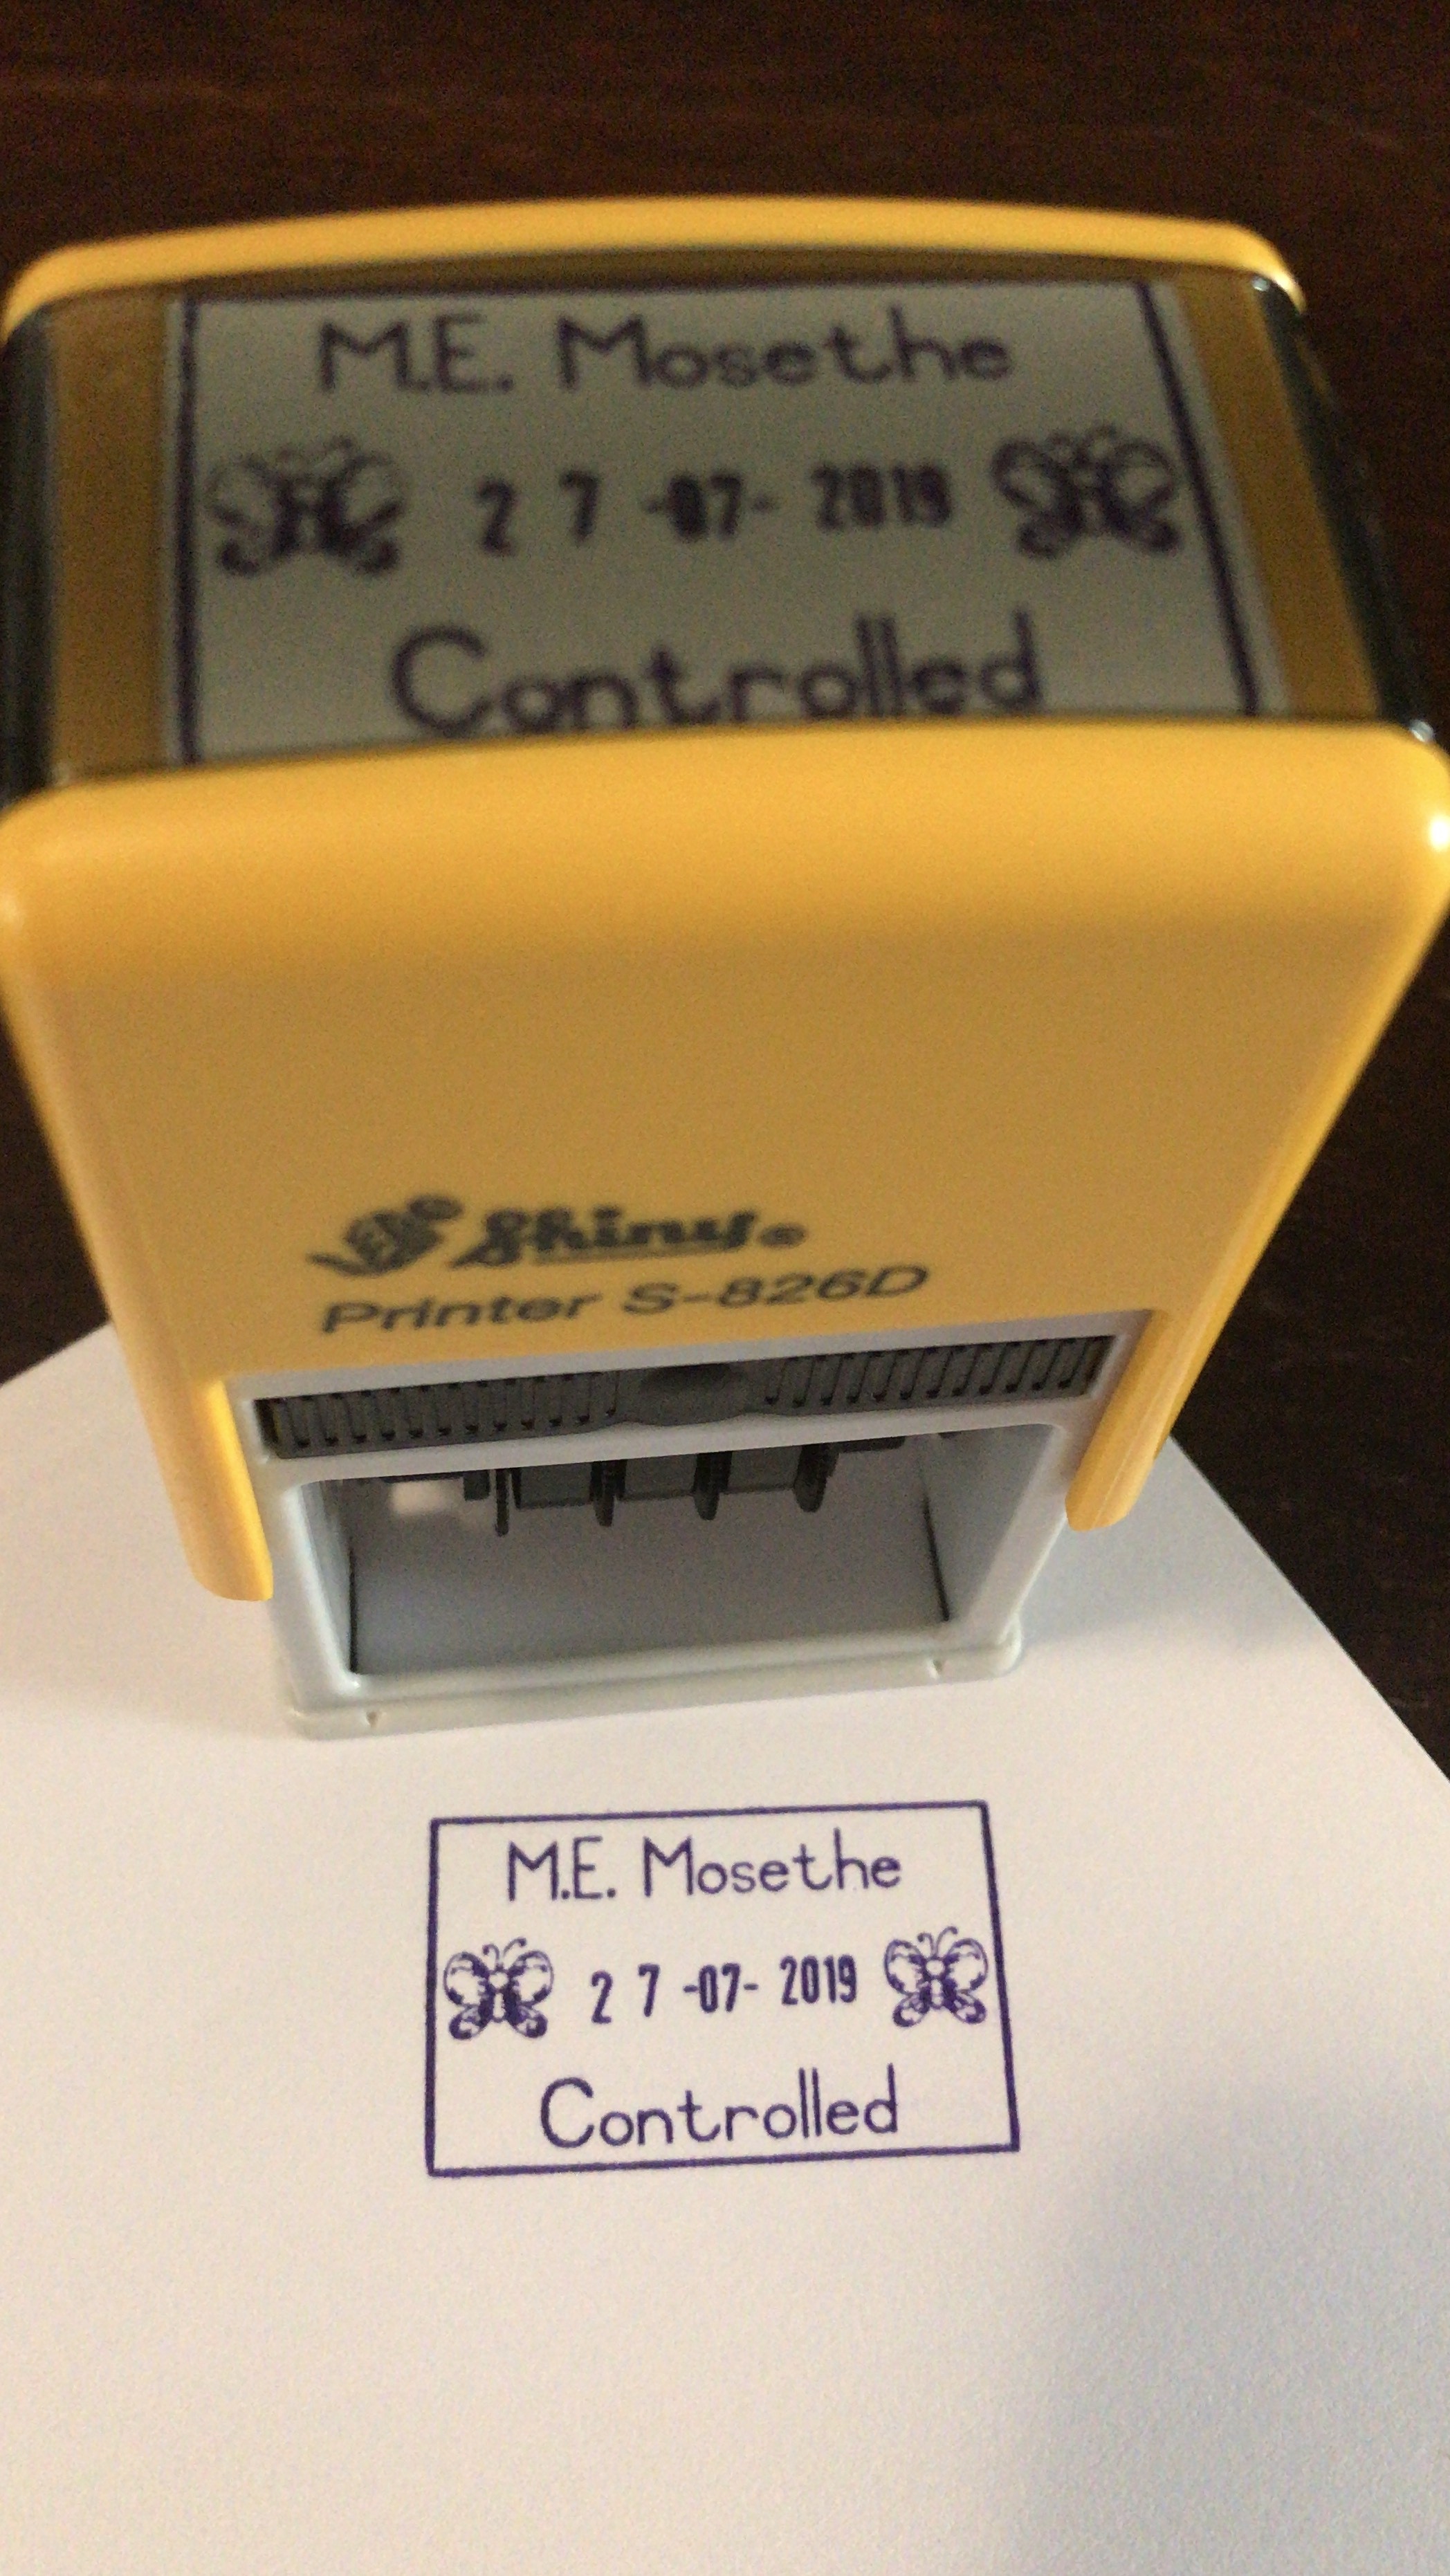 M.E. Mosethe
2 7 -07- 2019
Controlled
Shiny®
Printer S-826D
M.E. Mosethe
2 7 -07- 2019
Controlled